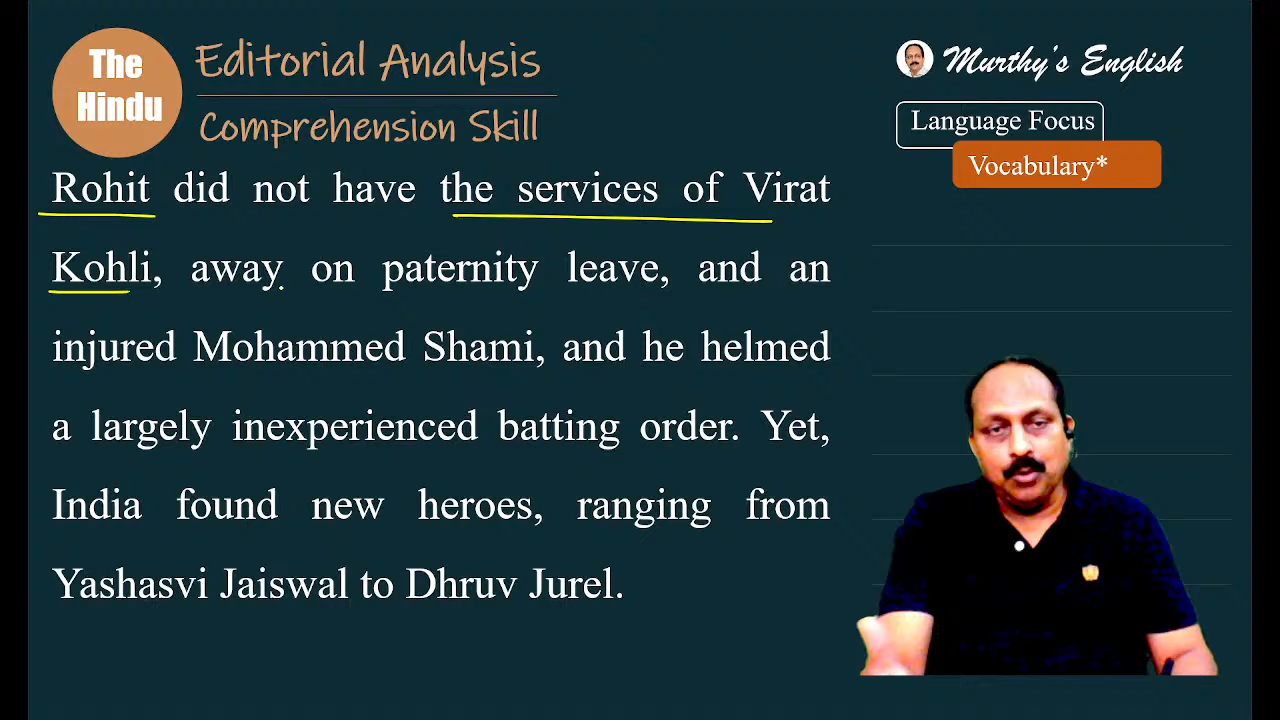 The
Hindu
Editorial Analysis
Comprehension Skill
Murthy's English
Language Focus
Vocabulary*
Rohit did not have the services of Virat
Kohli, away on paternity leave, and an
injured Mohammed Shami, and he helmed
a largely inexperienced batting order. Yet,
India found new heroes, ranging from
Yashasvi Jaiswal to Dhruv Jurel.